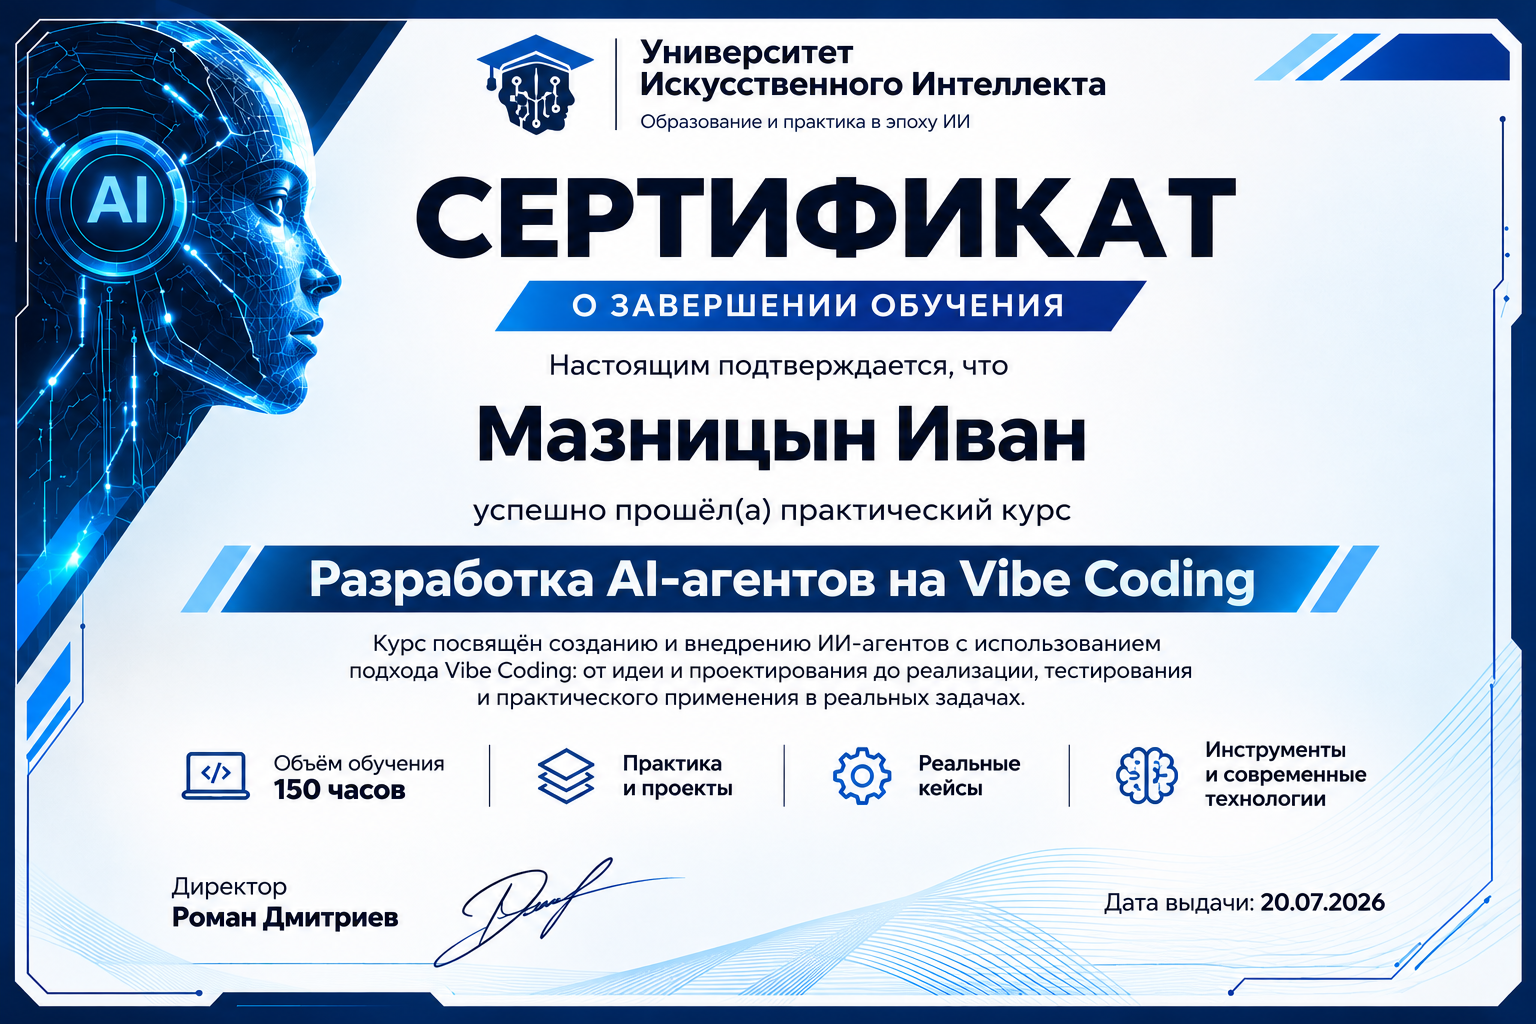 AI
Университет
Искусственного Интеллекта
Образование и практика в эпоху ИИ
СЕРТИФИКАТ
О ЗАВЕРШЕНИИ ОБУЧЕНИЯ
Настоящим подтверждается, что
Мазницын Иван
успешно прошёл(а) практический курс
Разработка AI-агентов на Vibe Coding
Курс посвящён созданию и внедрению ИИ-агентов с использованием
подхода Vibe Coding: от идеи и проектирования до реализации, тестирования
и практического применения в реальных задачах.
</>
Объём обучения
150 часов
Практика
и проекты
Реальные
кейсы
Инструменты
и современные
технологии
Директор
Роман Дмитриев
Дата выдачи: 20.07.2026